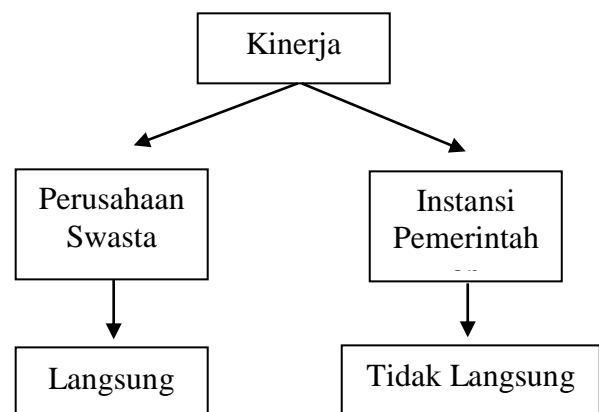 Kinerja
Perusahaan
Swasta
Instansi
Pemerintah
Langsung
Tidak Langsung